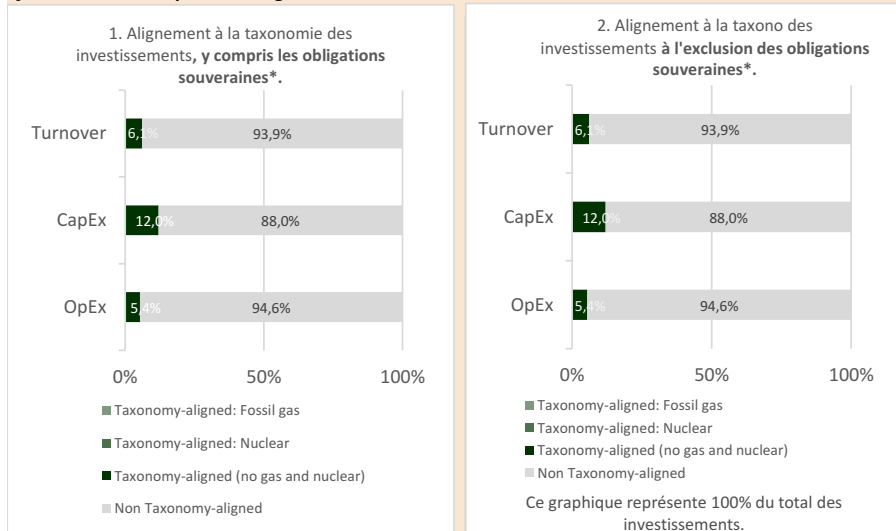 1. Alignement à la taxonomie des
investissements, y compris les obligations
souveraines*.
Turnover
6,1%
93,9%
CapEx
12,0%
88,0%
OpEx
5,4%
94,6%
0%
50%
100%
Taxonomy-aligned: Fossil gas
Taxonomy-aligned: Nuclear
Taxonomy-aligned (no gas and nuclear)
Non Taxonomy-aligned
2. Alignement à la taxono des
investissements à l'exclusion des obligations
souveraines*.
Turnover
6,1%
93,9%
CapEx
12,0%
88,0%
OpEx
5,4%
94,6%
0%
50%
100%
Taxonomy-aligned: Fossil gas
Taxonomy-aligned: Nuclear
Taxonomy-aligned (no gas and nuclear)
Non Taxonomy-aligned
Ce graphique représente 100% du total des
investissements.